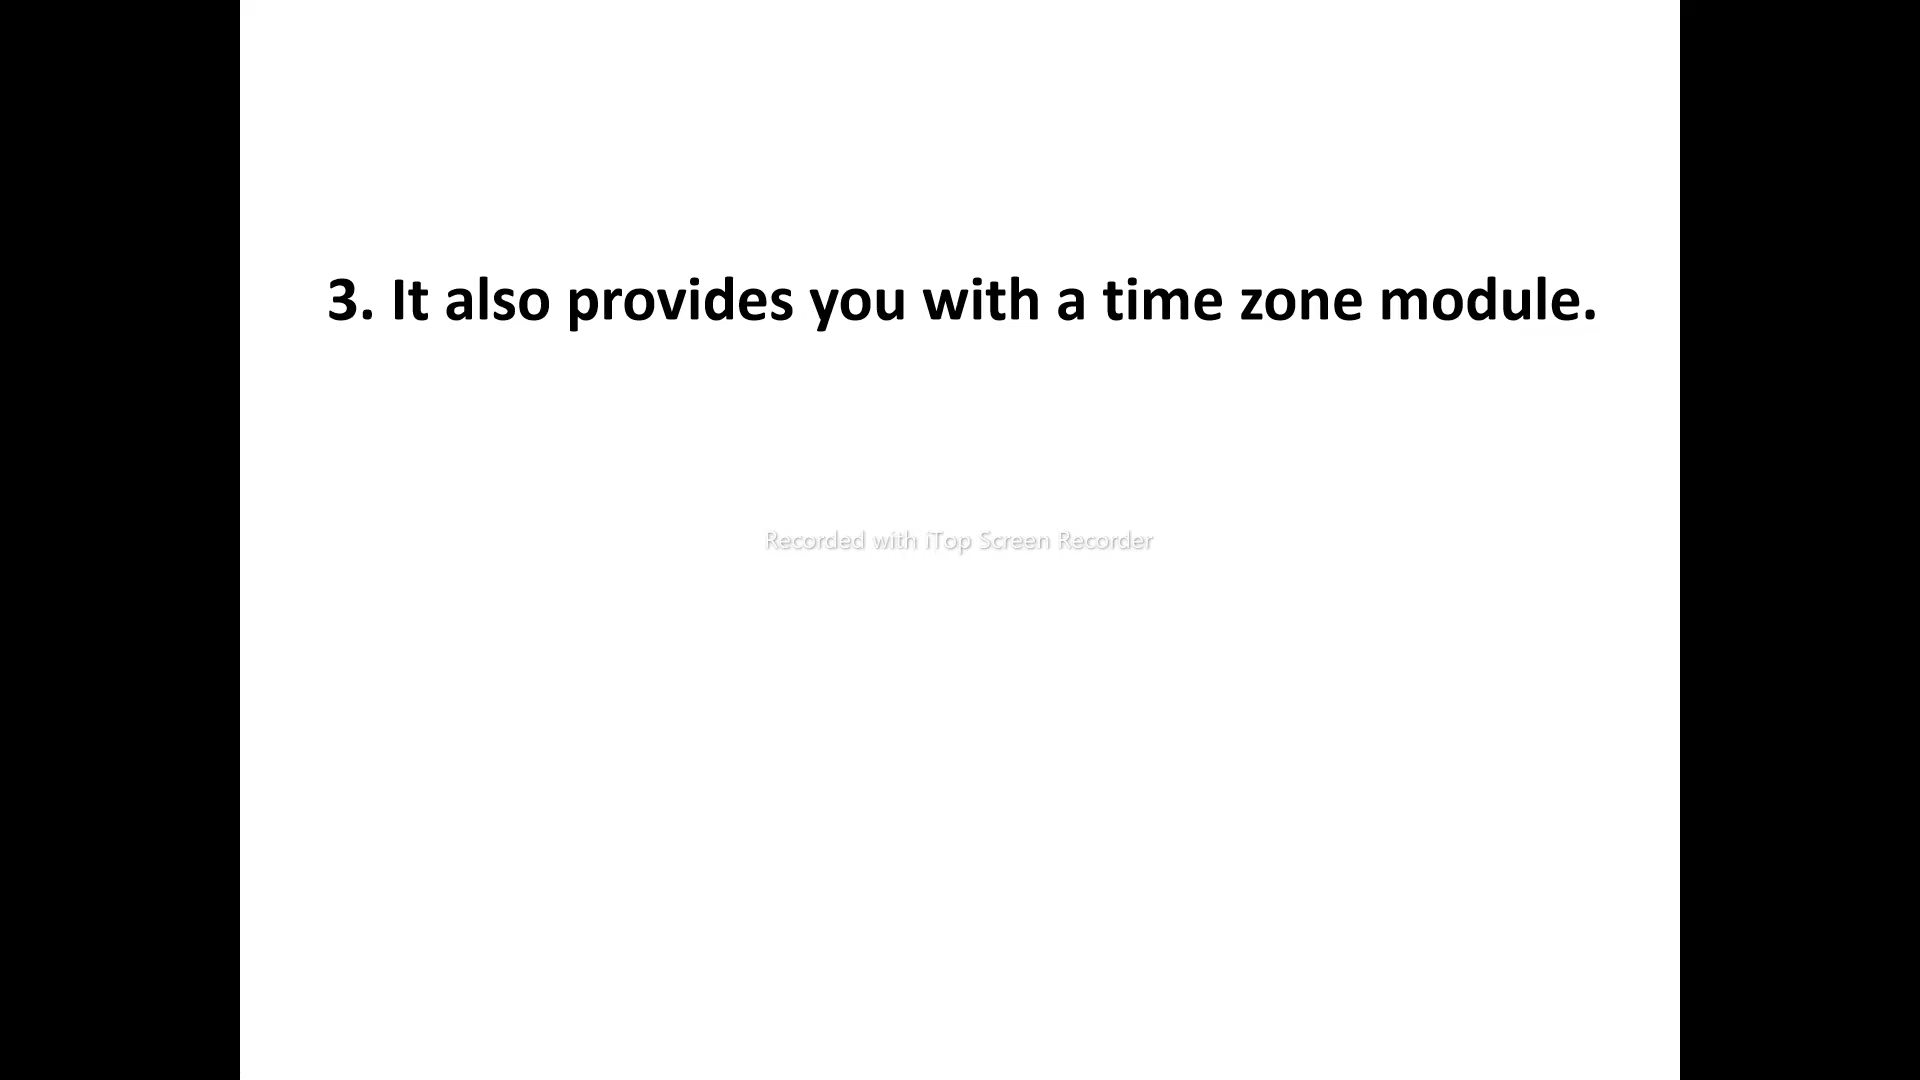 3. It also provides you with a time zone module.
Recorded with iTop Screen Recorder